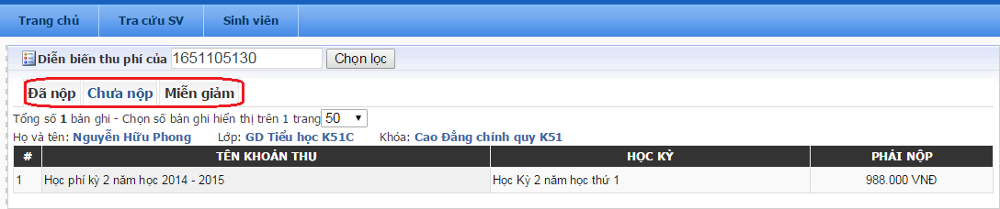 Trang chủ Tra cứu SV Sinh viên
Diễn biến thu phí của 1651105130 Chọn lọc
Đã nộp Chưa nộp Miễn giảm
Tổng số 1 bản ghi - Chọn số bản ghi hiển thị trên 1 trang 50
Họ và tên: Nguyễn Hữu Phong Lớp: GD Tiểu học K51C Khóa: Cao Đẳng chính quy K51
# TÊN KHOẢN THU HỌC KỲ PHẢI NỘP
1 Học phí kỳ 2 năm học 2014 - 2015 Học Kỳ 2 năm học thứ 1 988.000 VNĐ